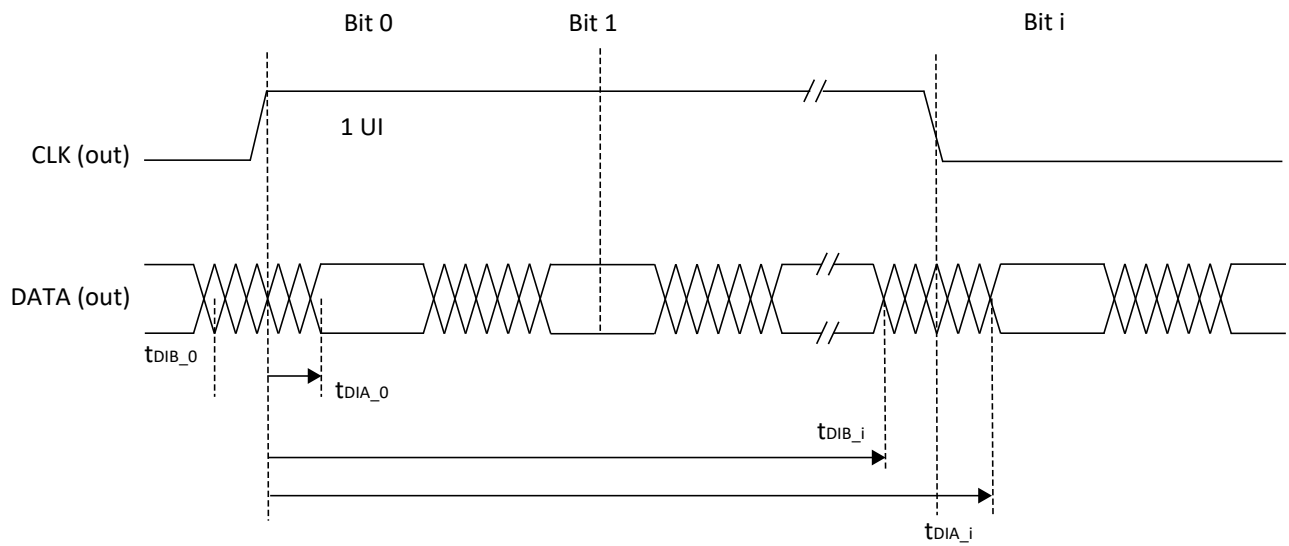 Bit 0 Bit 1 Bit i
1 UI
CLK (out)
DATA (out)
tDIB_0
tDIA_0
tDIB_i
tDIA_i